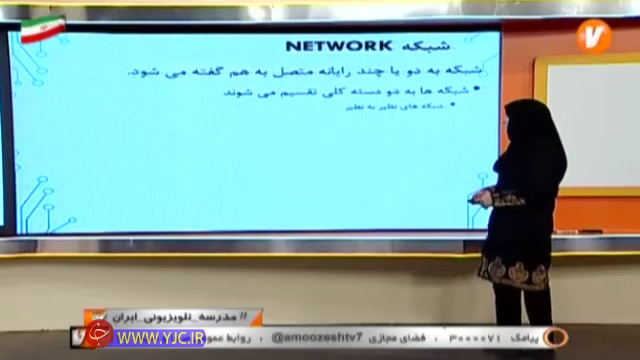 شبکه NETWORK
شبکه به دو یا چند رایانه متصل به هم گفته می شود.
• شبکه ها به دو دسته کلی تقسیم می شوند
• شبکه های نظیر به نظیر
#مدرسه_تلویزیونی_ایران
پیامک ۳۰۰۰۰۷۱ فضای مجازی @amoozeshtv7 روابط
WWW.YJC.IR